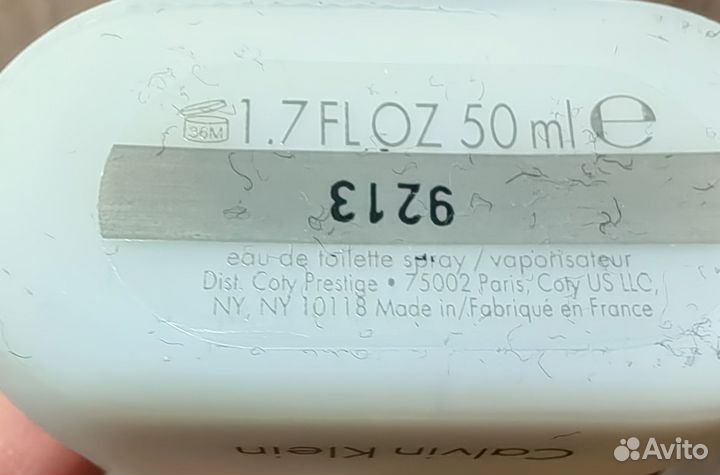 36M 1.7 FL OZ 50 ml ℮
9213
eau de toilette spray / vaporisateur
Dist. Coty Prestige • 75002 Paris, Coty US LLC,
NY, NY 10118 Made in/Fabriqué en France
Calvin Klein
Avito